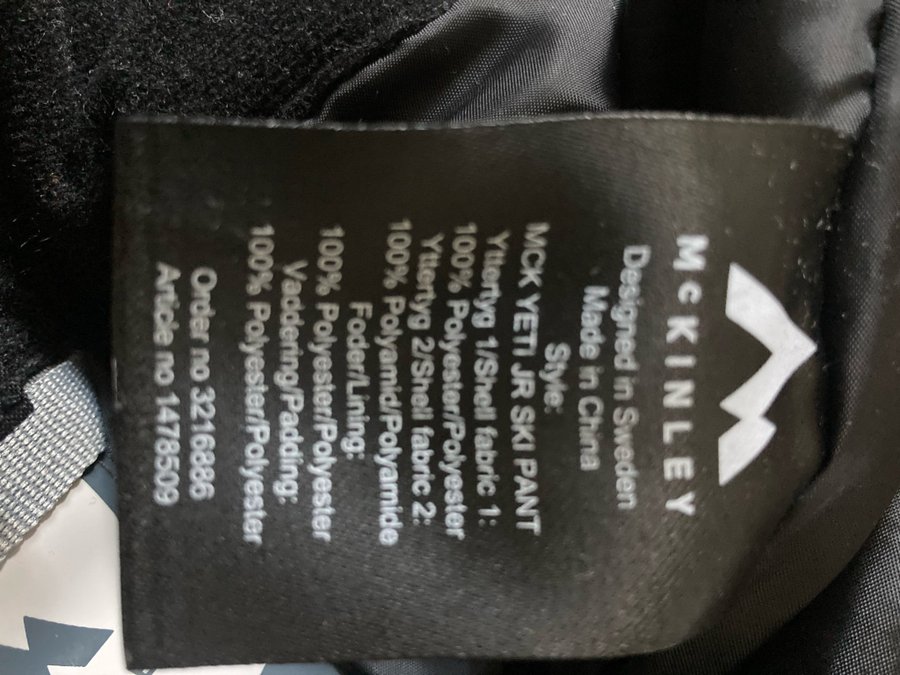 McKINLEY
Designed in Sweden
Made in China
Style:
MCK YETI JR SKI PANT
Yttertyg 1/Shell fabric 1:
100% Polyester/Polyester
Yttertyg 2/Shell fabric 2:
100% Polyamid/Polyamide
Foder/Lining:
100% Polyester/Polyester
Vaddering/Padding:
100% Polyester/Polyester
Order no 3216886
Article no 1478509